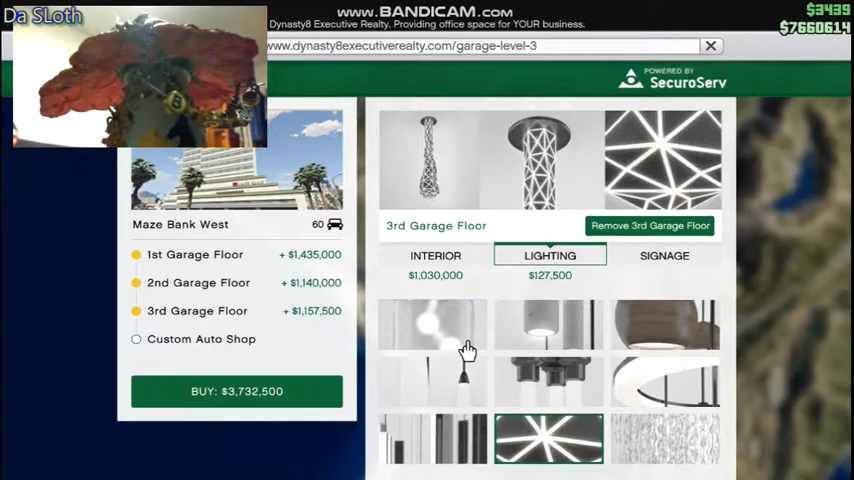 Da SLoth
www.BANDICAM.com
Dynasty8 Executive Realty. Providing office space for YOUR business.
$3439
$7660614
www.dynasty8executiverealty.com/garage-level-3
POWERED BY
SecuroServ
Maze Bank West 60
1st Garage Floor + $1,435,000
2nd Garage Floor + $1,140,000
3rd Garage Floor + $1,157,500
Custom Auto Shop
BUY: $3,732,500
3rd Garage Floor Remove 3rd Garage Floor
INTERIOR LIGHTING SIGNAGE
$1,030,000 $127,500